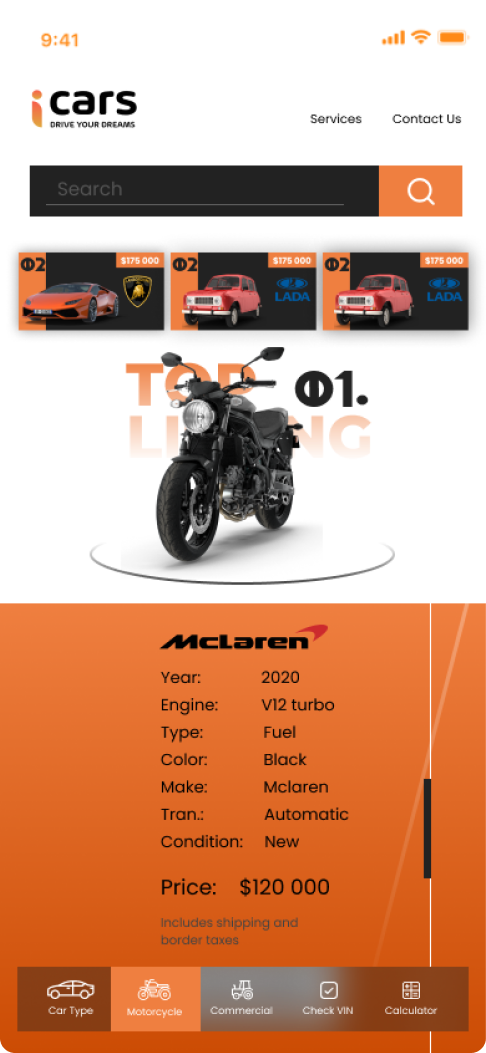 9:41
i cars
DRIVE YOUR DREAMS
Services Contact Us
Search
02 $175 000
02 $175 000 LADA
02 $175 000 LADA
TOP 01.
McLaren
Year: 2020
Engine: V12 turbo
Type: Fuel
Color: Black
Make: Mclaren
Tran.: Automatic
Condition: New
Price: $120 000
Includes shipping and
border taxes
Car Type Motorcycle Commercial Check VIN Calculator